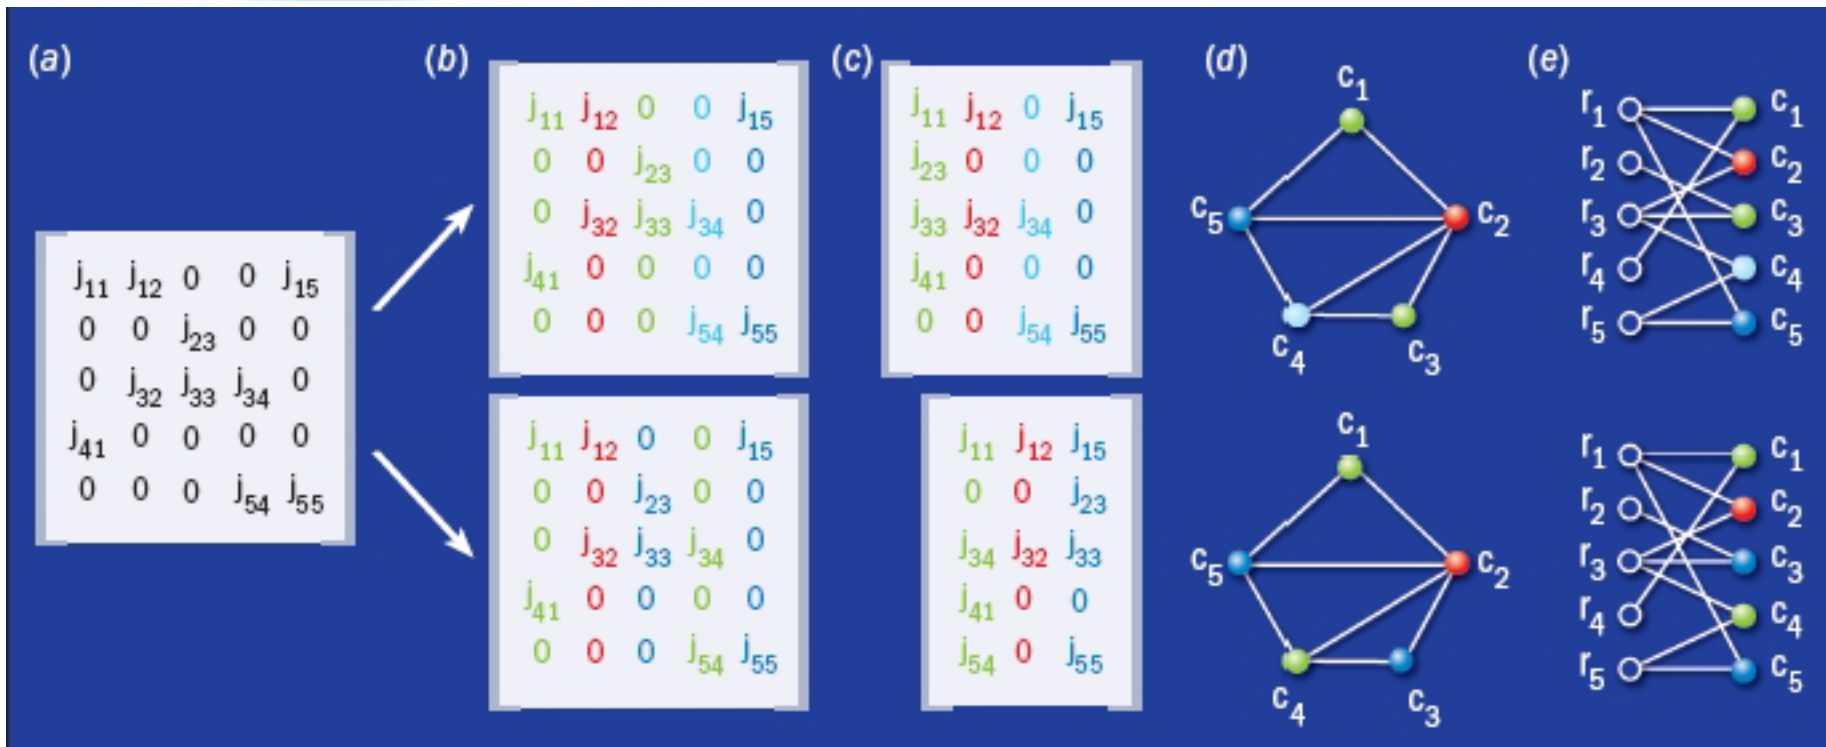 (a) (b) (c) (d) (e)
j11 j12 0 0 j15
0 0 j23 0 0
0 j32 j33 j34 0
j41 0 0 0 0
0 0 0 j54 j55
j11 j12 0 0 j15
0 0 j23 0 0
0 j32 j33 j34 0
j41 0 0 0 0
0 0 0 j54 j55
j11 j12 0 j15
j23 0 0 0
j33 j32 j34 0
j41 0 0 0
0 0 j54 j55
c1
c5 c2
c4 c3
r1 c1
r2 c2
r3 c3
r4 c4
r5 c5
j11 j12 0 0 j15
0 0 j23 0 0
0 j32 j33 j34 0
j41 0 0 0 0
0 0 0 j54 j55
j11 j12 j15
0 0 j23
j34 j32 j33
j41 0 0
j54 0 j55
c1
c5 c2
c4 c3
r1 c1
r2 c2
r3 c3
r4 c4
r5 c5